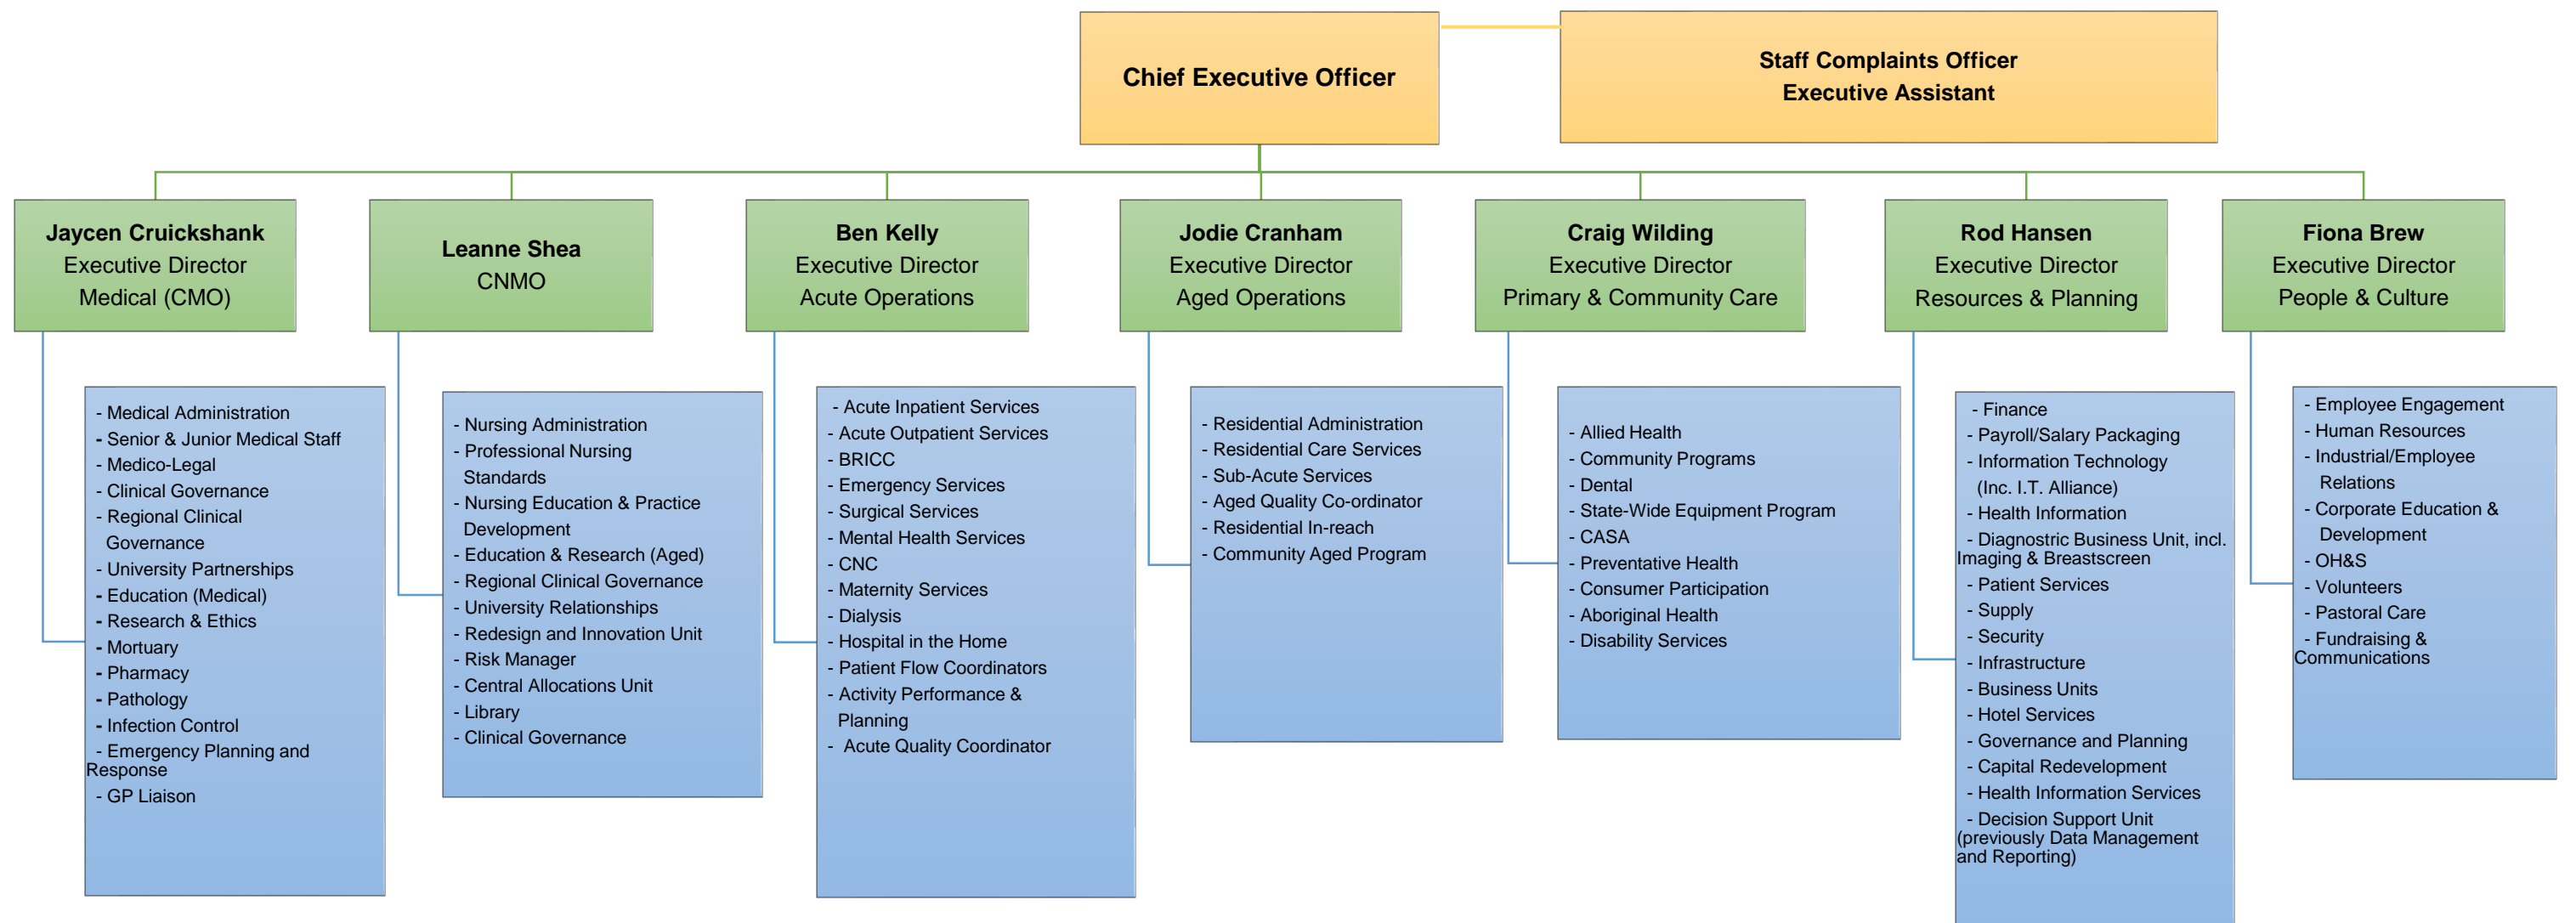 Chief Executive Officer
Staff Complaints Officer
Executive Assistant
Jaycen Cruickshank
Executive Director
Medical (CMO)
Leanne Shea
CNMO
Ben Kelly
Executive Director
Acute Operations
Jodie Cranham
Executive Director
Aged Operations
Craig Wilding
Executive Director
Primary & Community Care
Rod Hansen
Executive Director
Resources & Planning
Fiona Brew
Executive Director
People & Culture
- Medical Administration
- Senior & Junior Medical Staff
- Medico-Legal
- Clinical Governance
- Regional Clinical
Governance
- University Partnerships
- Education (Medical)
- Research & Ethics
- Mortuary
- Pharmacy
- Pathology
- Infection Control
- Emergency Planning and
Response
- GP Liaison
- Nursing Administration
- Professional Nursing
Standards
- Nursing Education & Practice
Development
- Education & Research (Aged)
- Regional Clinical Governance
- University Relationships
- Redesign and Innovation Unit
- Risk Manager
- Central Allocations Unit
- Library
- Clinical Governance
- Acute Inpatient Services
- Acute Outpatient Services
- BRICC
- Emergency Services
- Surgical Services
- Mental Health Services
- CNC
- Maternity Services
- Dialysis
- Hospital in the Home
- Patient Flow Coordinators
- Activity Performance &
Planning
- Acute Quality Coordinator
- Residential Administration
- Residential Care Services
- Sub-Acute Services
- Aged Quality Co-ordinator
- Residential In-reach
- Community Aged Program
- Allied Health
- Community Programs
- Dental
- State-Wide Equipment Program
- CASA
- Preventative Health
- Consumer Participation
- Aboriginal Health
- Disability Services
- Finance
- Payroll/Salary Packaging
- Information Technology
(Inc. I.T. Alliance)
- Health Information
- Diagnostric Business Unit, incl.
Imaging & Breastscreen
- Patient Services
- Supply
- Security
- Infrastructure
- Business Units
- Hotel Services
- Governance and Planning
- Capital Redevelopment
- Health Information Services
- Decision Support Unit
(previously Data Management
and Reporting)
- Employee Engagement
- Human Resources
- Industrial/Employee
Relations
- Corporate Education &
Development
- OH&S
- Volunteers
- Pastoral Care
- Fundraising &
Communications